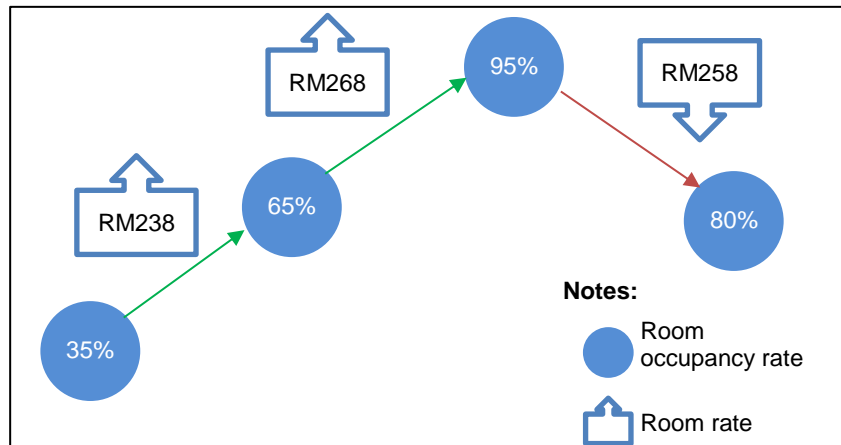 RM268
95%
RM258
RM238
65%
80%
35%
Notes:
Room
occupancy rate
Room rate